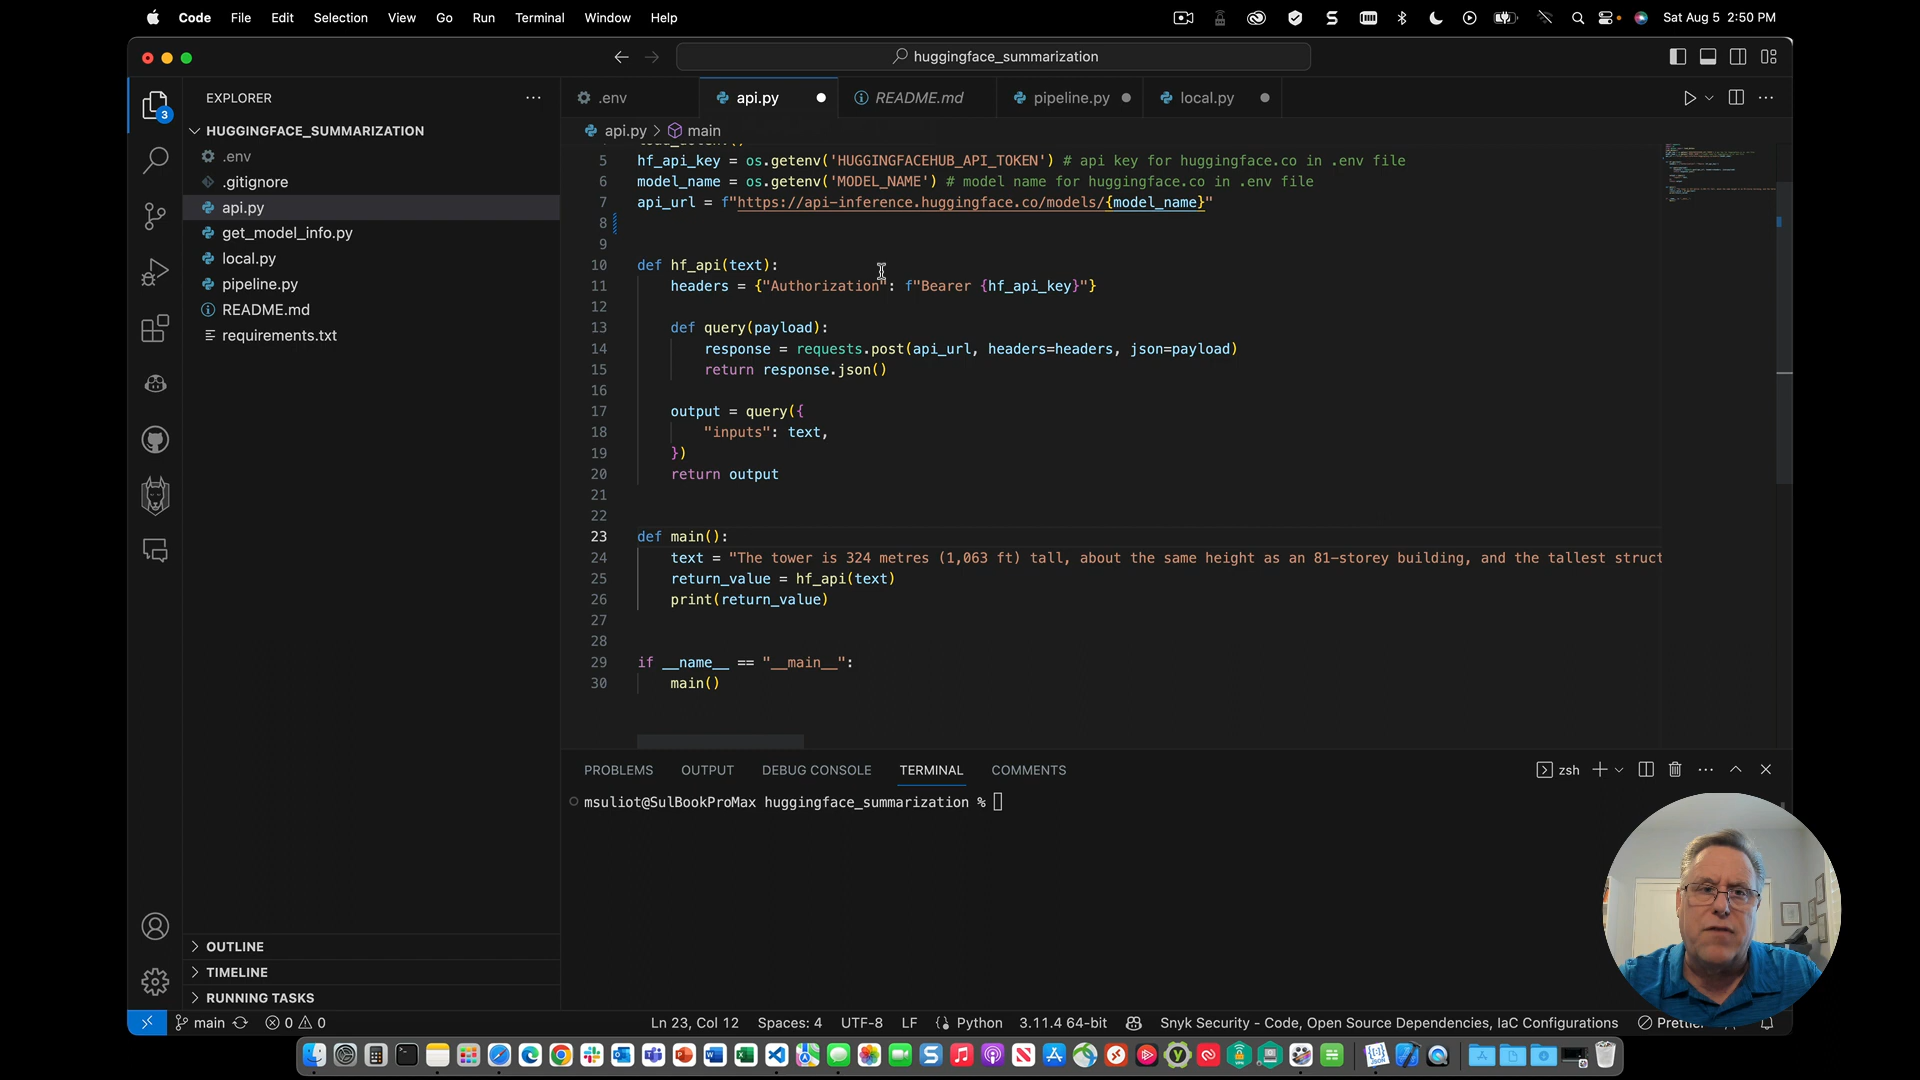 Code File Edit Selection View Go Run Terminal Window Help Sat Aug 5 2:50 PM
huggingface_summarization
EXPLORER
.env api.py README.md pipeline.py local.py
HUGGINGFACE_SUMMARIZATION
.env
.gitignore
api.py
get_model_info.py
local.py
pipeline.py
README.md
requirements.txt
3
api.py > main
5 hf_api_key = os.getenv('HUGGINGFACEHUB_API_TOKEN') # api key for huggingface.co in .env file
6 model_name = os.getenv('MODEL_NAME') # model name for huggingface.co in .env file
7 api_url = f"https://api-inference.huggingface.co/models/{model_name}"
8
9
10 def hf_api(text):
11 headers = {"Authorization": f"Bearer {hf_api_key}"}
12
13 def query(payload):
14 response = requests.post(api_url, headers=headers, json=payload)
15 return response.json()
16
17 output = query({
18 "inputs": text,
19 })
20 return output
21
22
23 def main():
24 text = "The tower is 324 metres (1,063 ft) tall, about the same height as an 81-storey building, and the tallest struct
25 return_value = hf_api(text)
26 print(return_value)
27
28
29 if __name__ == "__main__":
30 main()
PROBLEMS OUTPUT DEBUG CONSOLE TERMINAL COMMENTS zsh
msuliot@SulBookProMax huggingface_summarization %
OUTLINE
TIMELINE
RUNNING TASKS
main 0 0 Ln 23, Col 12 Spaces: 4 UTF-8 LF Python 3.11.4 64-bit Snyk Security - Code, Open Source Dependencies, IaC Configurations